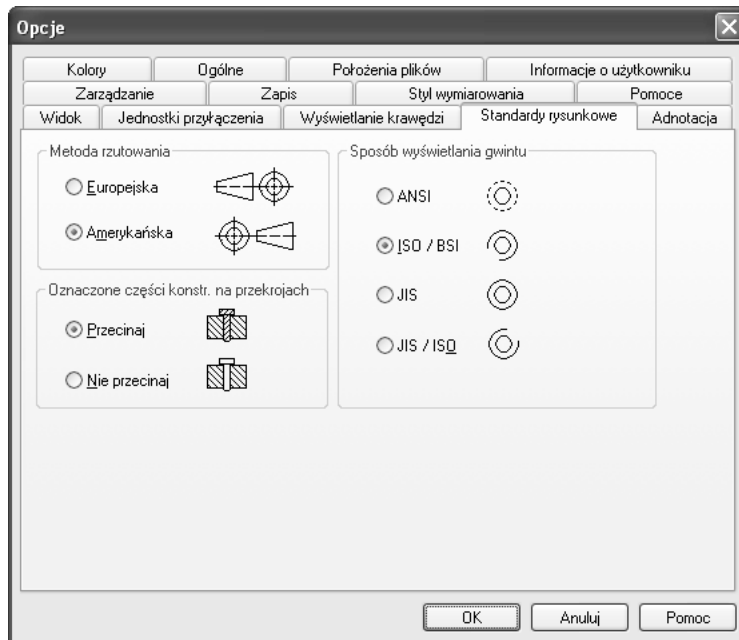 Opcje
Kolory Ogólne Położenia plików Informacje o użytkowniku
Zarządzanie Zapis Styl wymiarowania Pomoce
Widok Jednostki przyłączenia Wyświetlanie krawędzi Standardy rysunkowe Adnotacja
Metoda rzutowania
Europejska
Amerykańska
Oznaczone części konstr. na przekrojach
Przecinaj
Nie przecinaj
Sposób wyświetlania gwintu
ANSI
ISO / BSI
JIS
JIS / ISO
OK Anuluj Pomoc